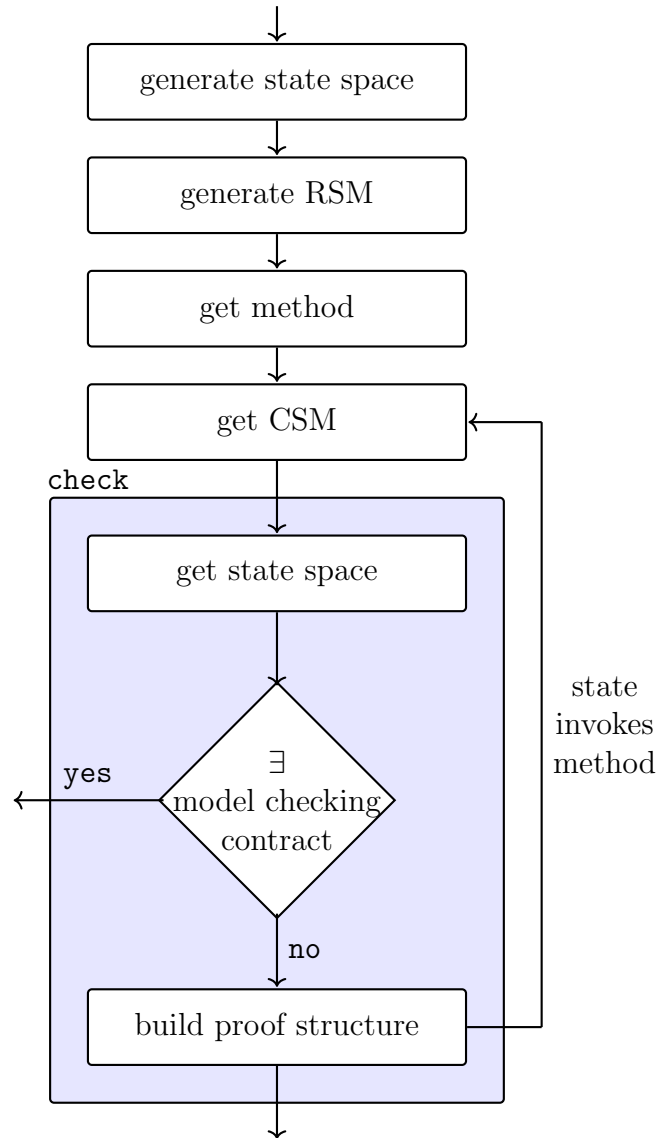 generate state space
generate RSM
get method
get CSM
check
get state space
state
invokes
method
yes
∃
model checking
contract
no
build proof structure